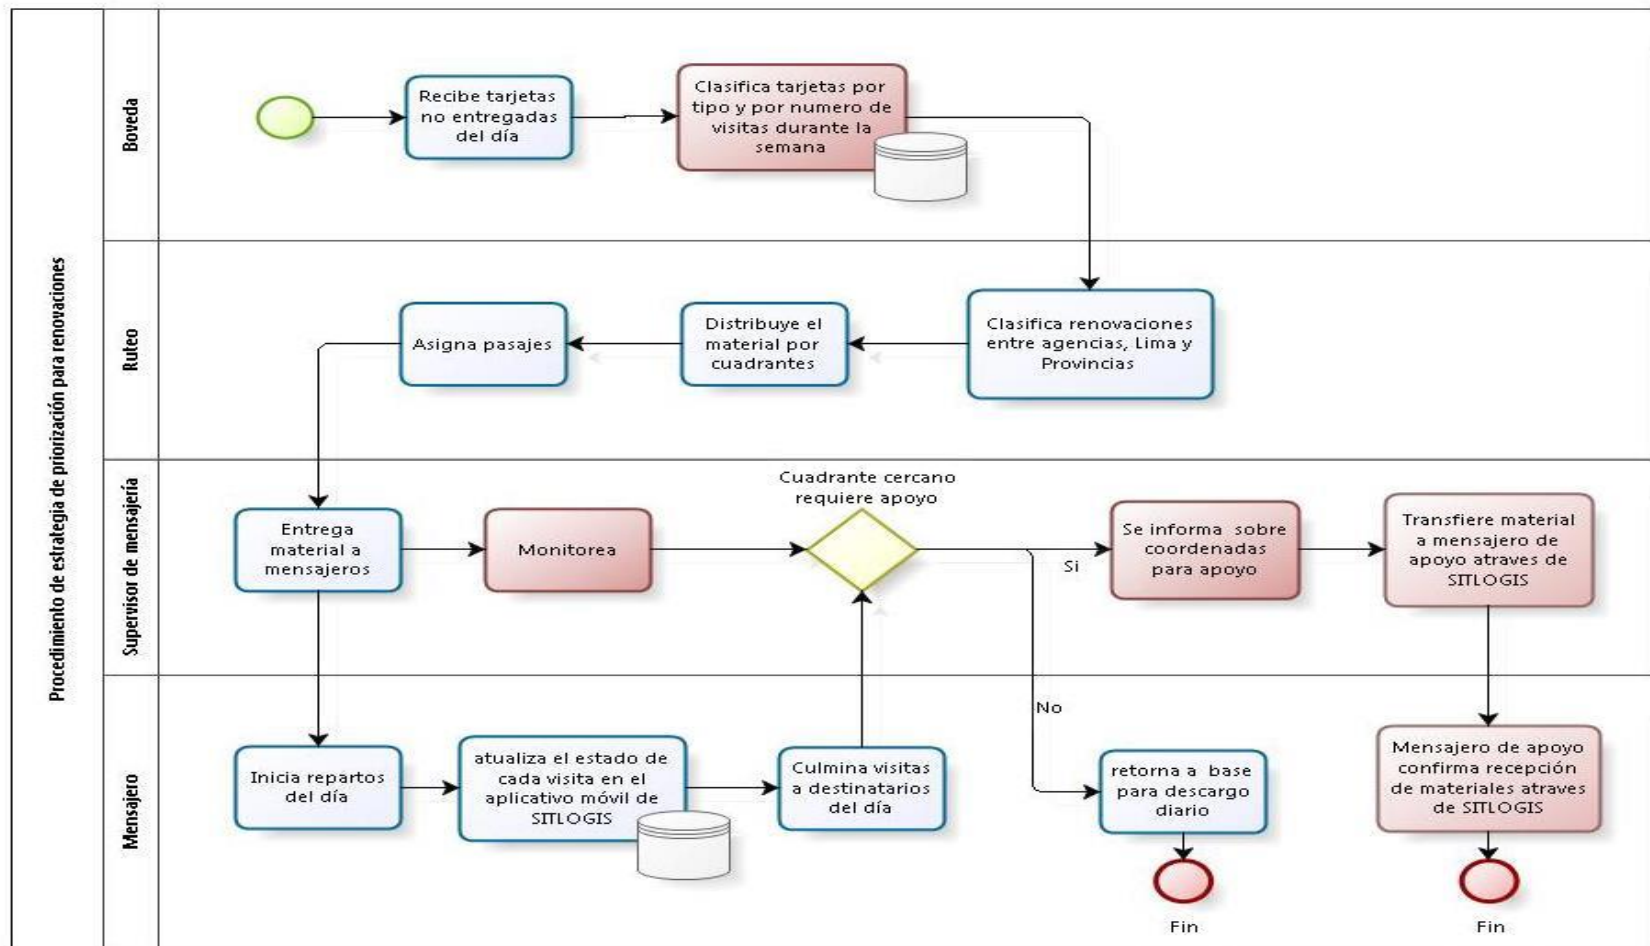 Procedimiento de estrategia de priorización para renovaciones
Boveda
Recibe tarjetas
no entregadas
del día
Clasifica tarjetas por
tipo y por numero de
visitas durante la
semana
Ruteo
Asigna pasajes
Distribuye el
material por
cuadrantes
Clasifica renovaciones
entre agencias, Lima y
Provincias
Supervisor de mensajería
Entrega
material a
mensajeros
Monitorea
Cuadrante cercano
requiere apoyo
Si
No
Se informa sobre
coordenadas
para apoyo
Transfiere material
a mensajero de
apoyo atraves de
SITLOGIS
Mensajero
Inicia repartos
del día
atualiza el estado de
cada visita en el
aplicativo móvil de
SITLOGIS
Culmina visitas
a destinatarios
del día
retorna a base
para descargo
diario
Mensajero de apoyo
confirma recepción
de materiales atraves
de SITLOGIS
Fin
Fin